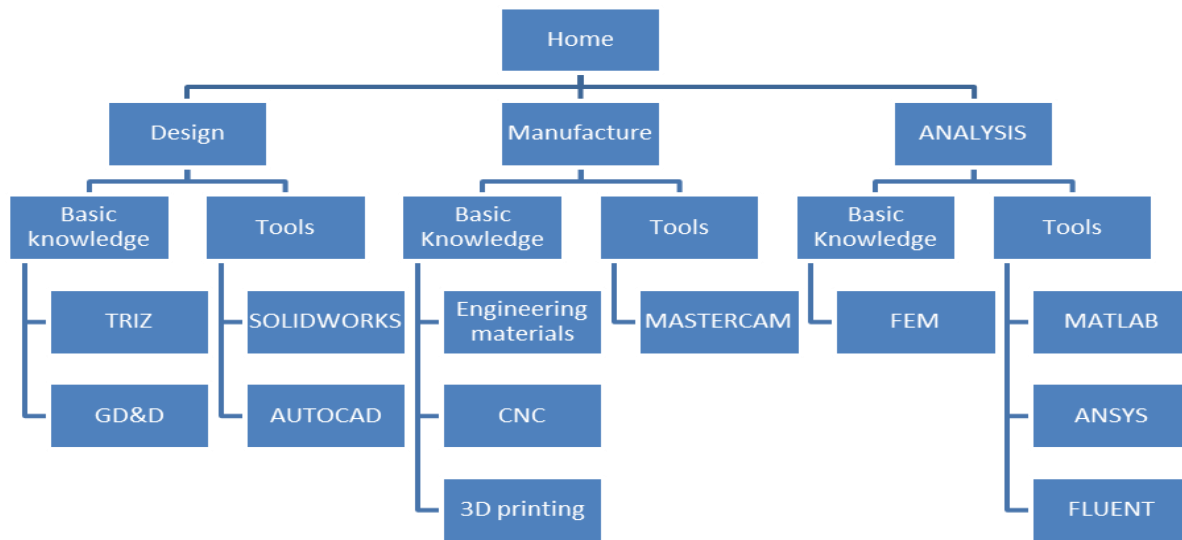 Home
Design
Manufacture
ANALYSIS
Basic
knowledge
Tools
Basic
Knowledge
Tools
Basic
Knowledge
Tools
TRIZ
SOLIDWORKS
Engineering
materials
MASTERCAM
FEM
MATLAB
GD&D
AUTOCAD
CNC
ANSYS
3D printing
FLUENT